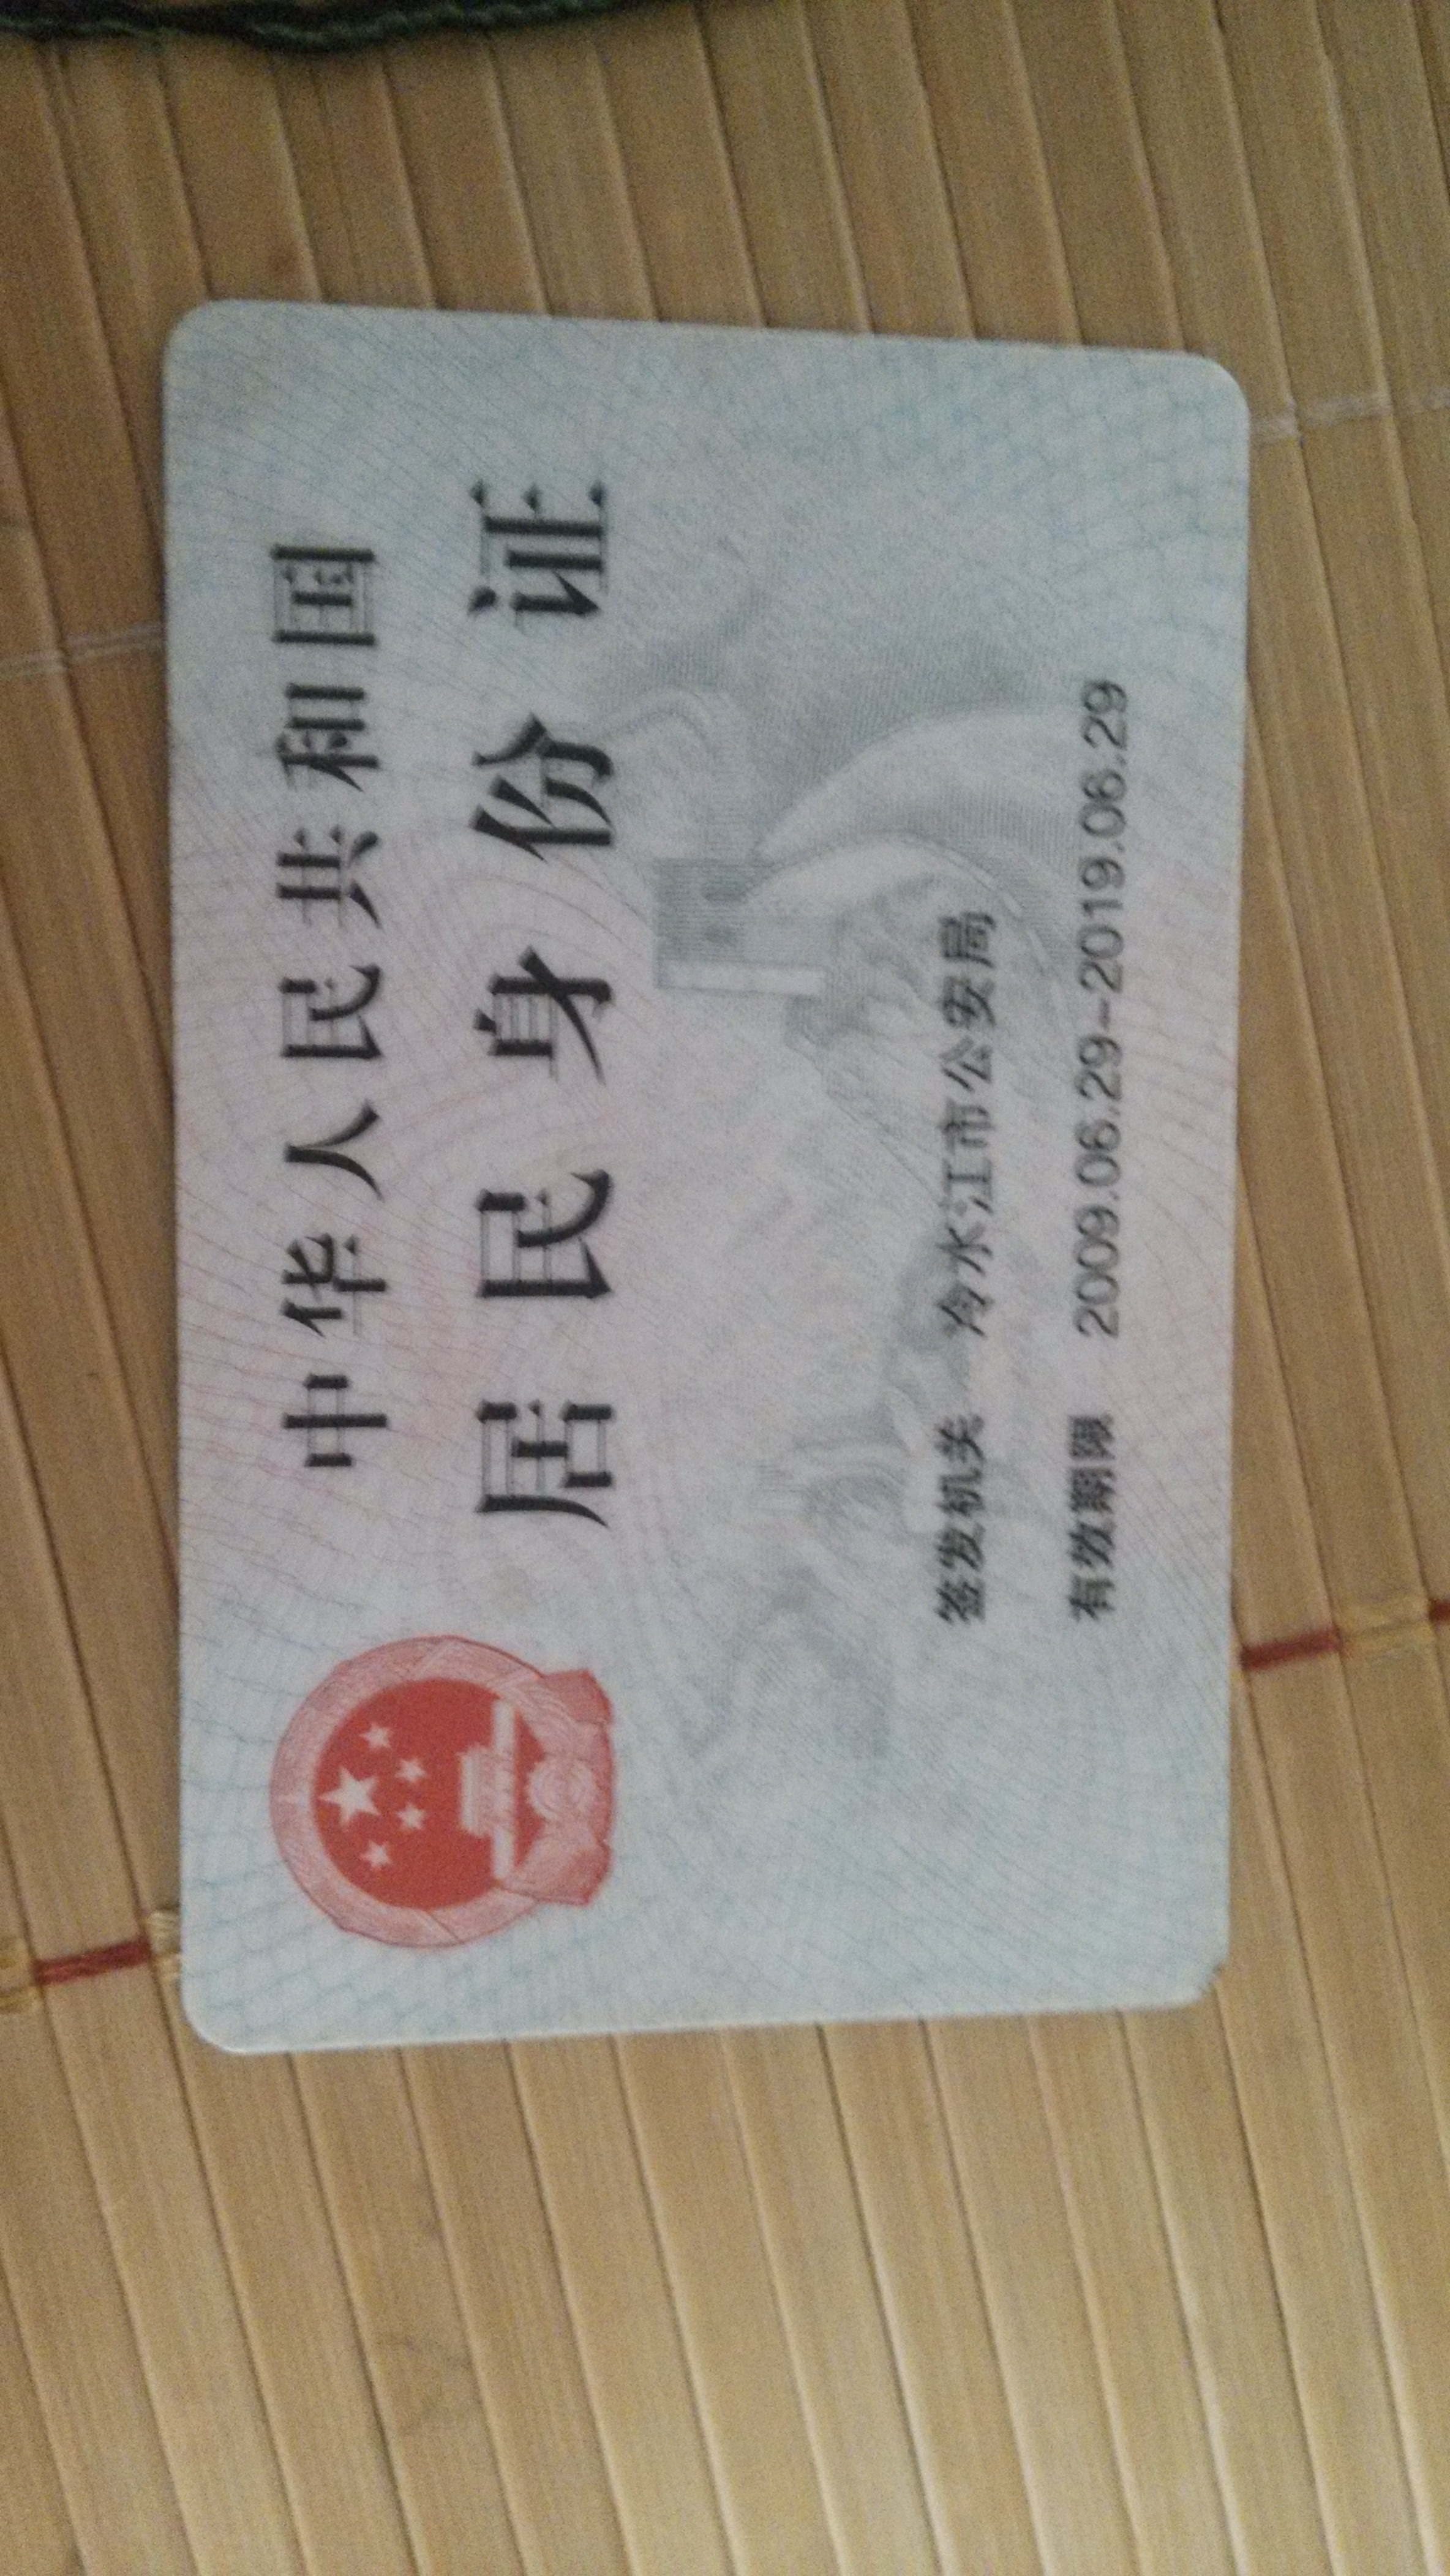 中华人民共和国
居民身份证
签发机关 冷水江市公安局
有效期限 2009.06.29-2019.06.29